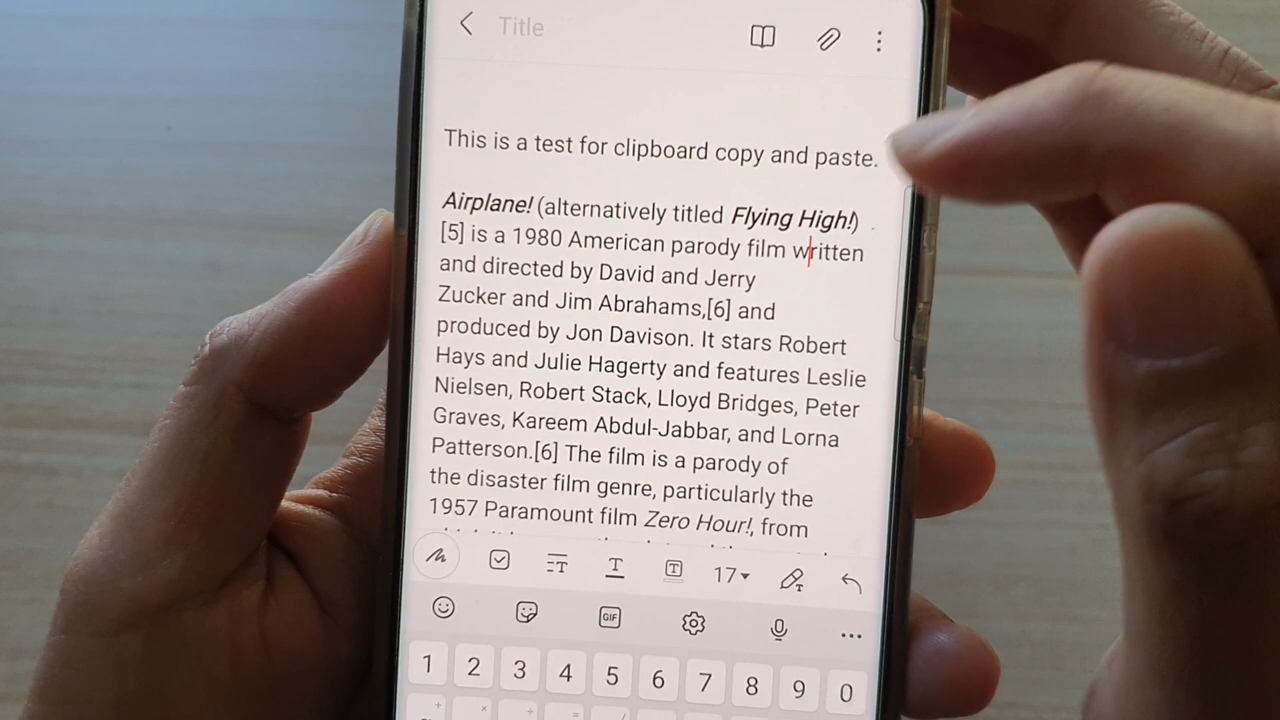 Title
This is a test for clipboard copy and paste.
Airplane! (alternatively titled Flying High!)
[5] is a 1980 American parody film written
and directed by David and Jerry
Zucker and Jim Abrahams,[6] and
produced by Jon Davison. It stars Robert
Hays and Julie Hagerty and features Leslie
Nielsen, Robert Stack, Lloyd Bridges, Peter
Graves, Kareem Abdul-Jabbar, and Lorna
Patterson.[6] The film is a parody of
the disaster film genre, particularly the
1957 Paramount film Zero Hour!, from
T T T 17
GIF
1 2 3 4 5 6 7 8 9 0